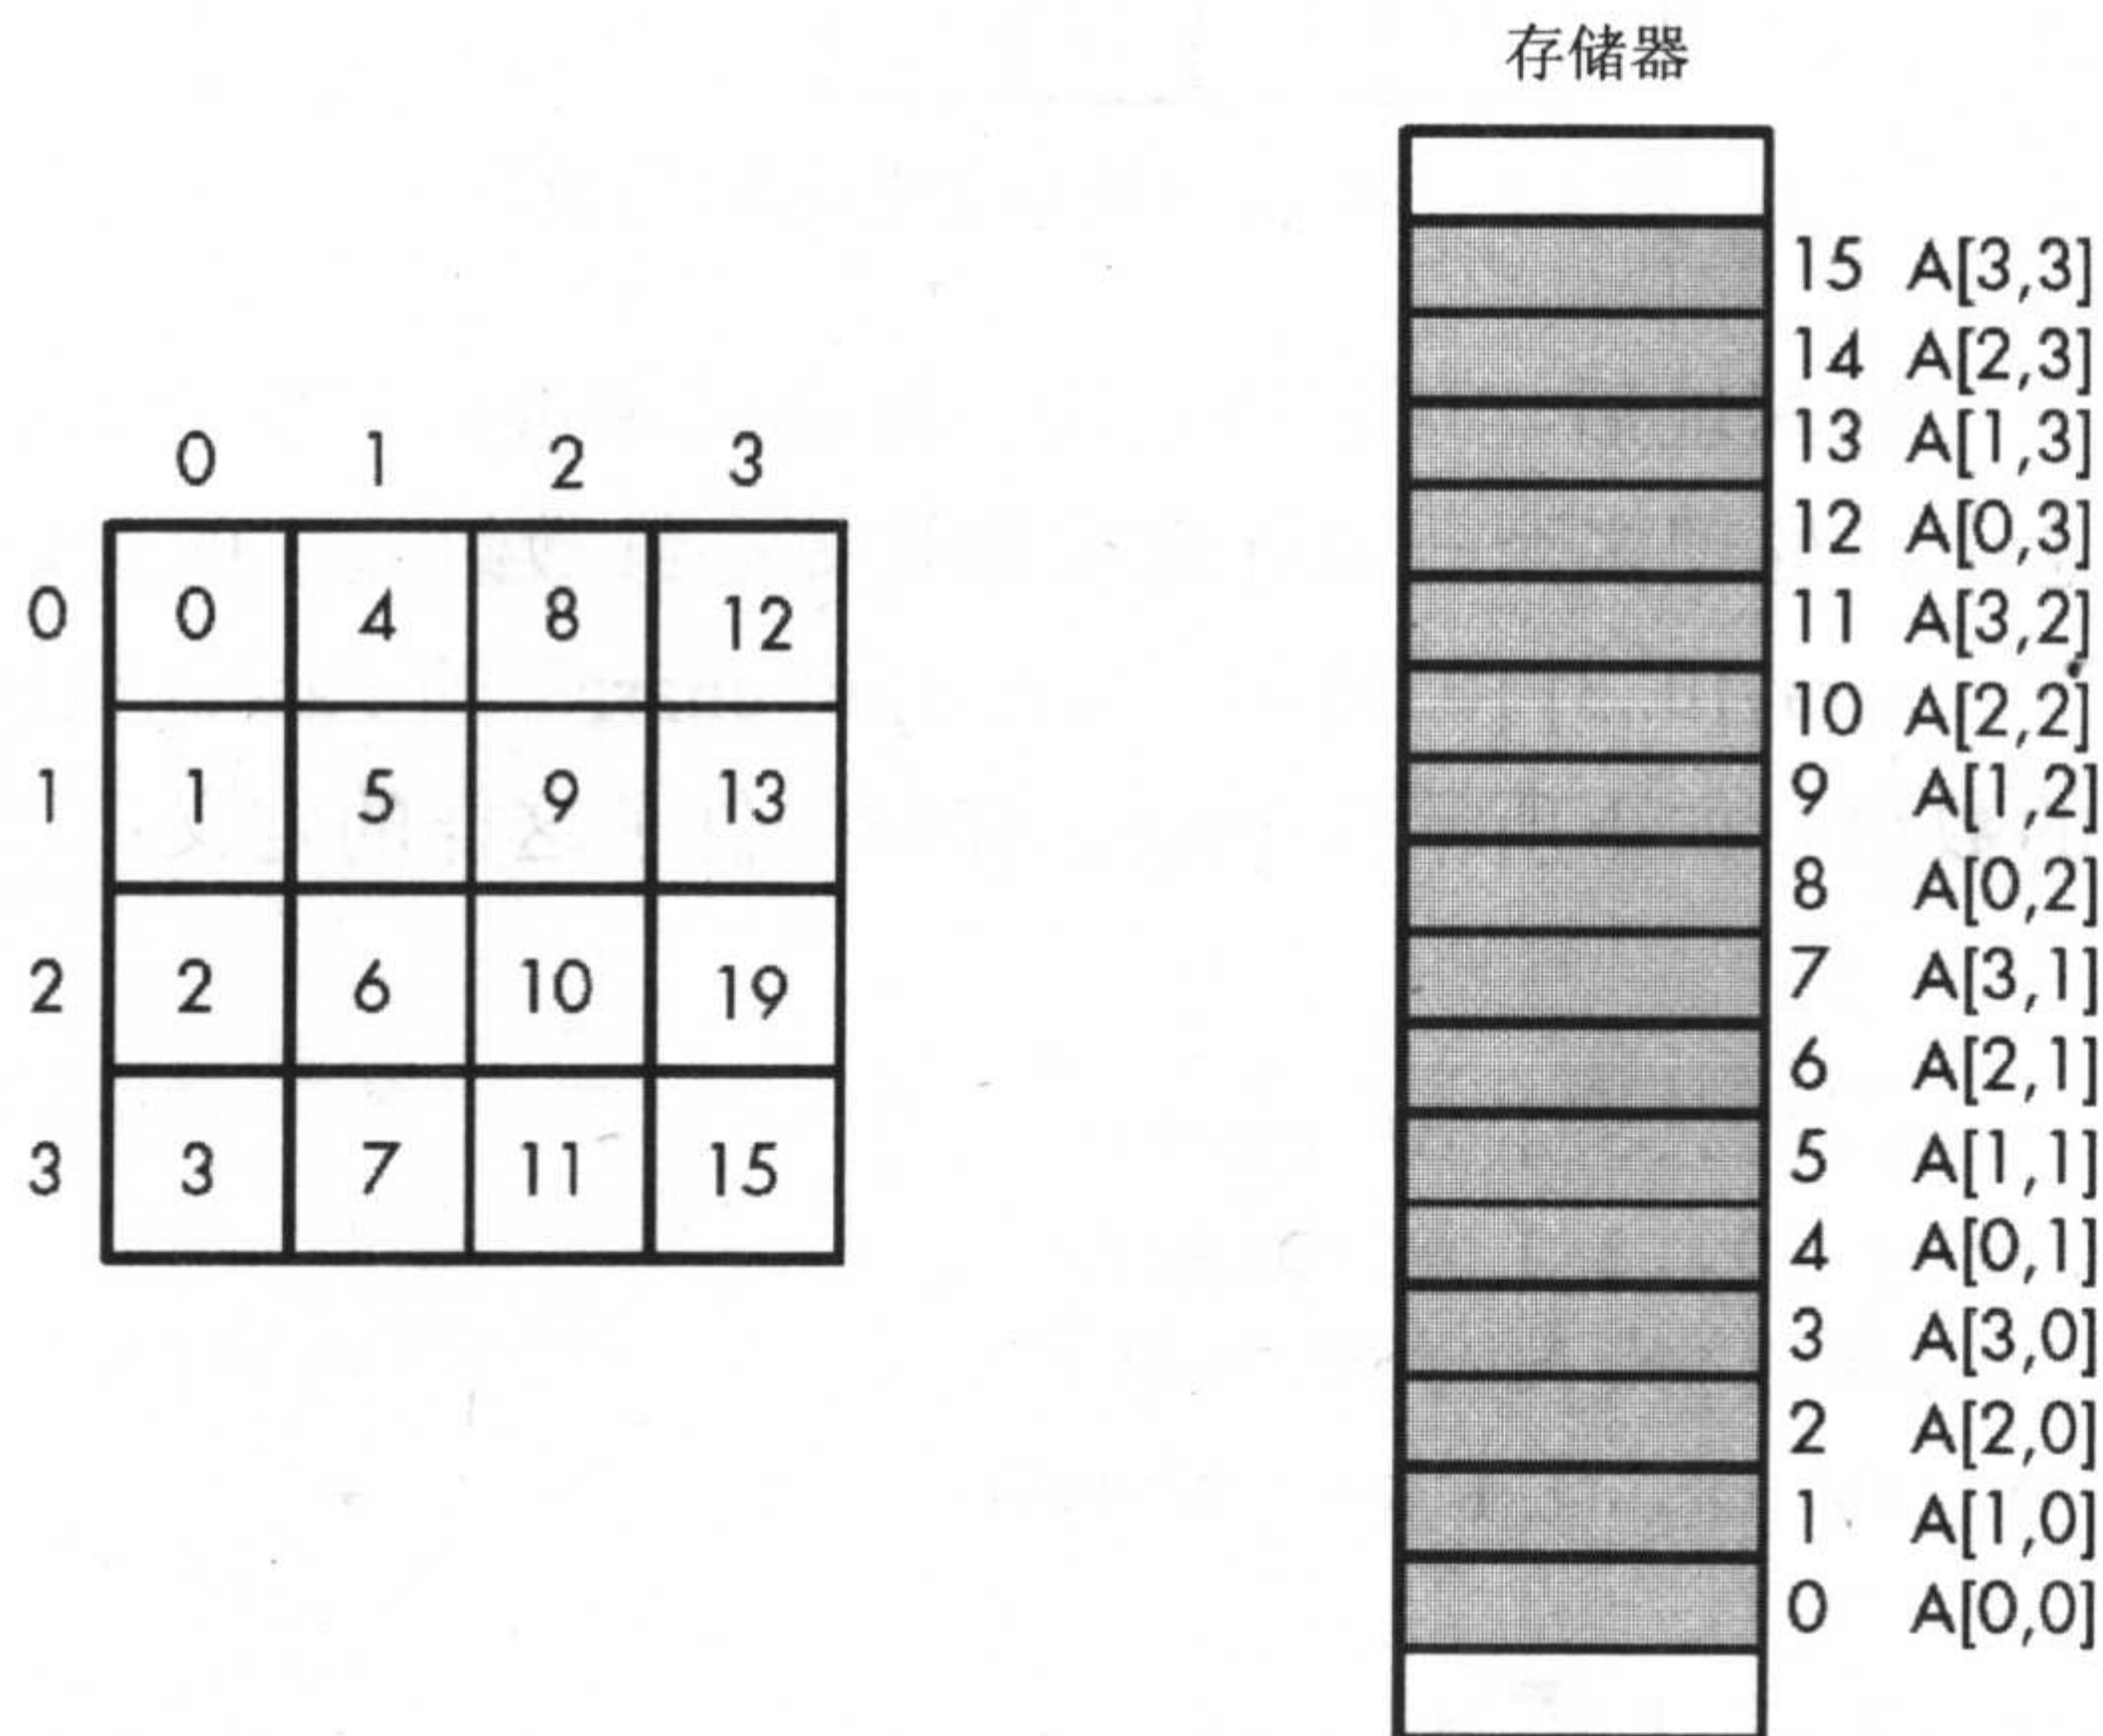 存储器
0 1 2 3
0 0 4 8 12
1 1 5 9 13
2 2 6 10 19
3 3 7 11 15
15 A[3,3]
14 A[2,3]
13 A[1,3]
12 A[0,3]
11 A[3,2]
10 A[2,2]
9 A[1,2]
8 A[0,2]
7 A[3,1]
6 A[2,1]
5 A[1,1]
4 A[0,1]
3 A[3,0]
2 A[2,0]
1 A[1,0]
0 A[0,0]